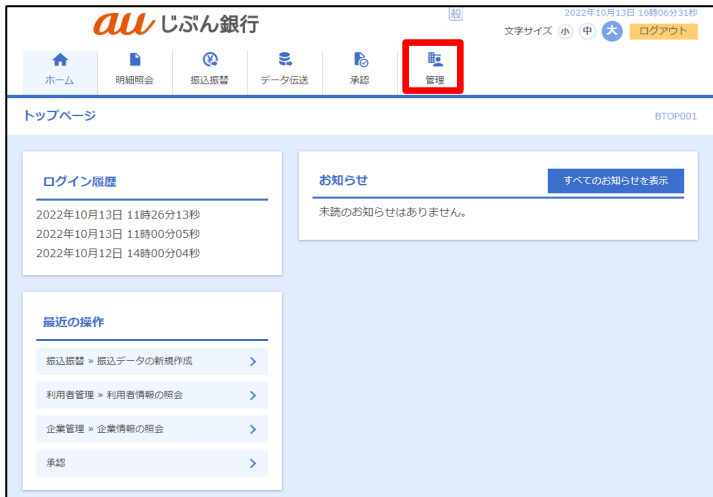 au じぶん銀行
般
2022年10月13日 16時06分31秒
文字サイズ 小 中 大 ログアウト
ホーム 明細照会 振込振替 データ伝送 承認 管理
トップページ BTOP001
ログイン履歴
2022年10月13日 11時26分13秒
2022年10月13日 11時00分05秒
2022年10月12日 14時00分04秒
お知らせ すべてのお知らせを表示
未読のお知らせはありません。
最近の操作
振込振替 » 振込データの新規作成
利用者管理 » 利用者情報の照会
企業管理 » 企業情報の照会
承認